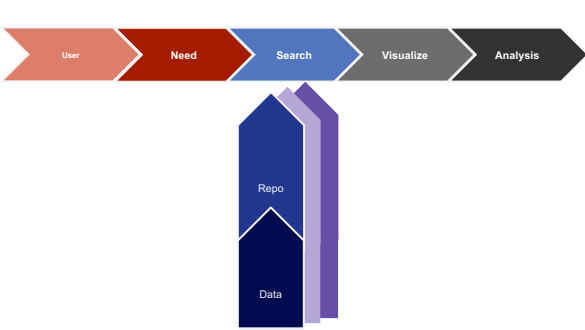 User
Need
Search
Visualize
Analysis
Repo
Data